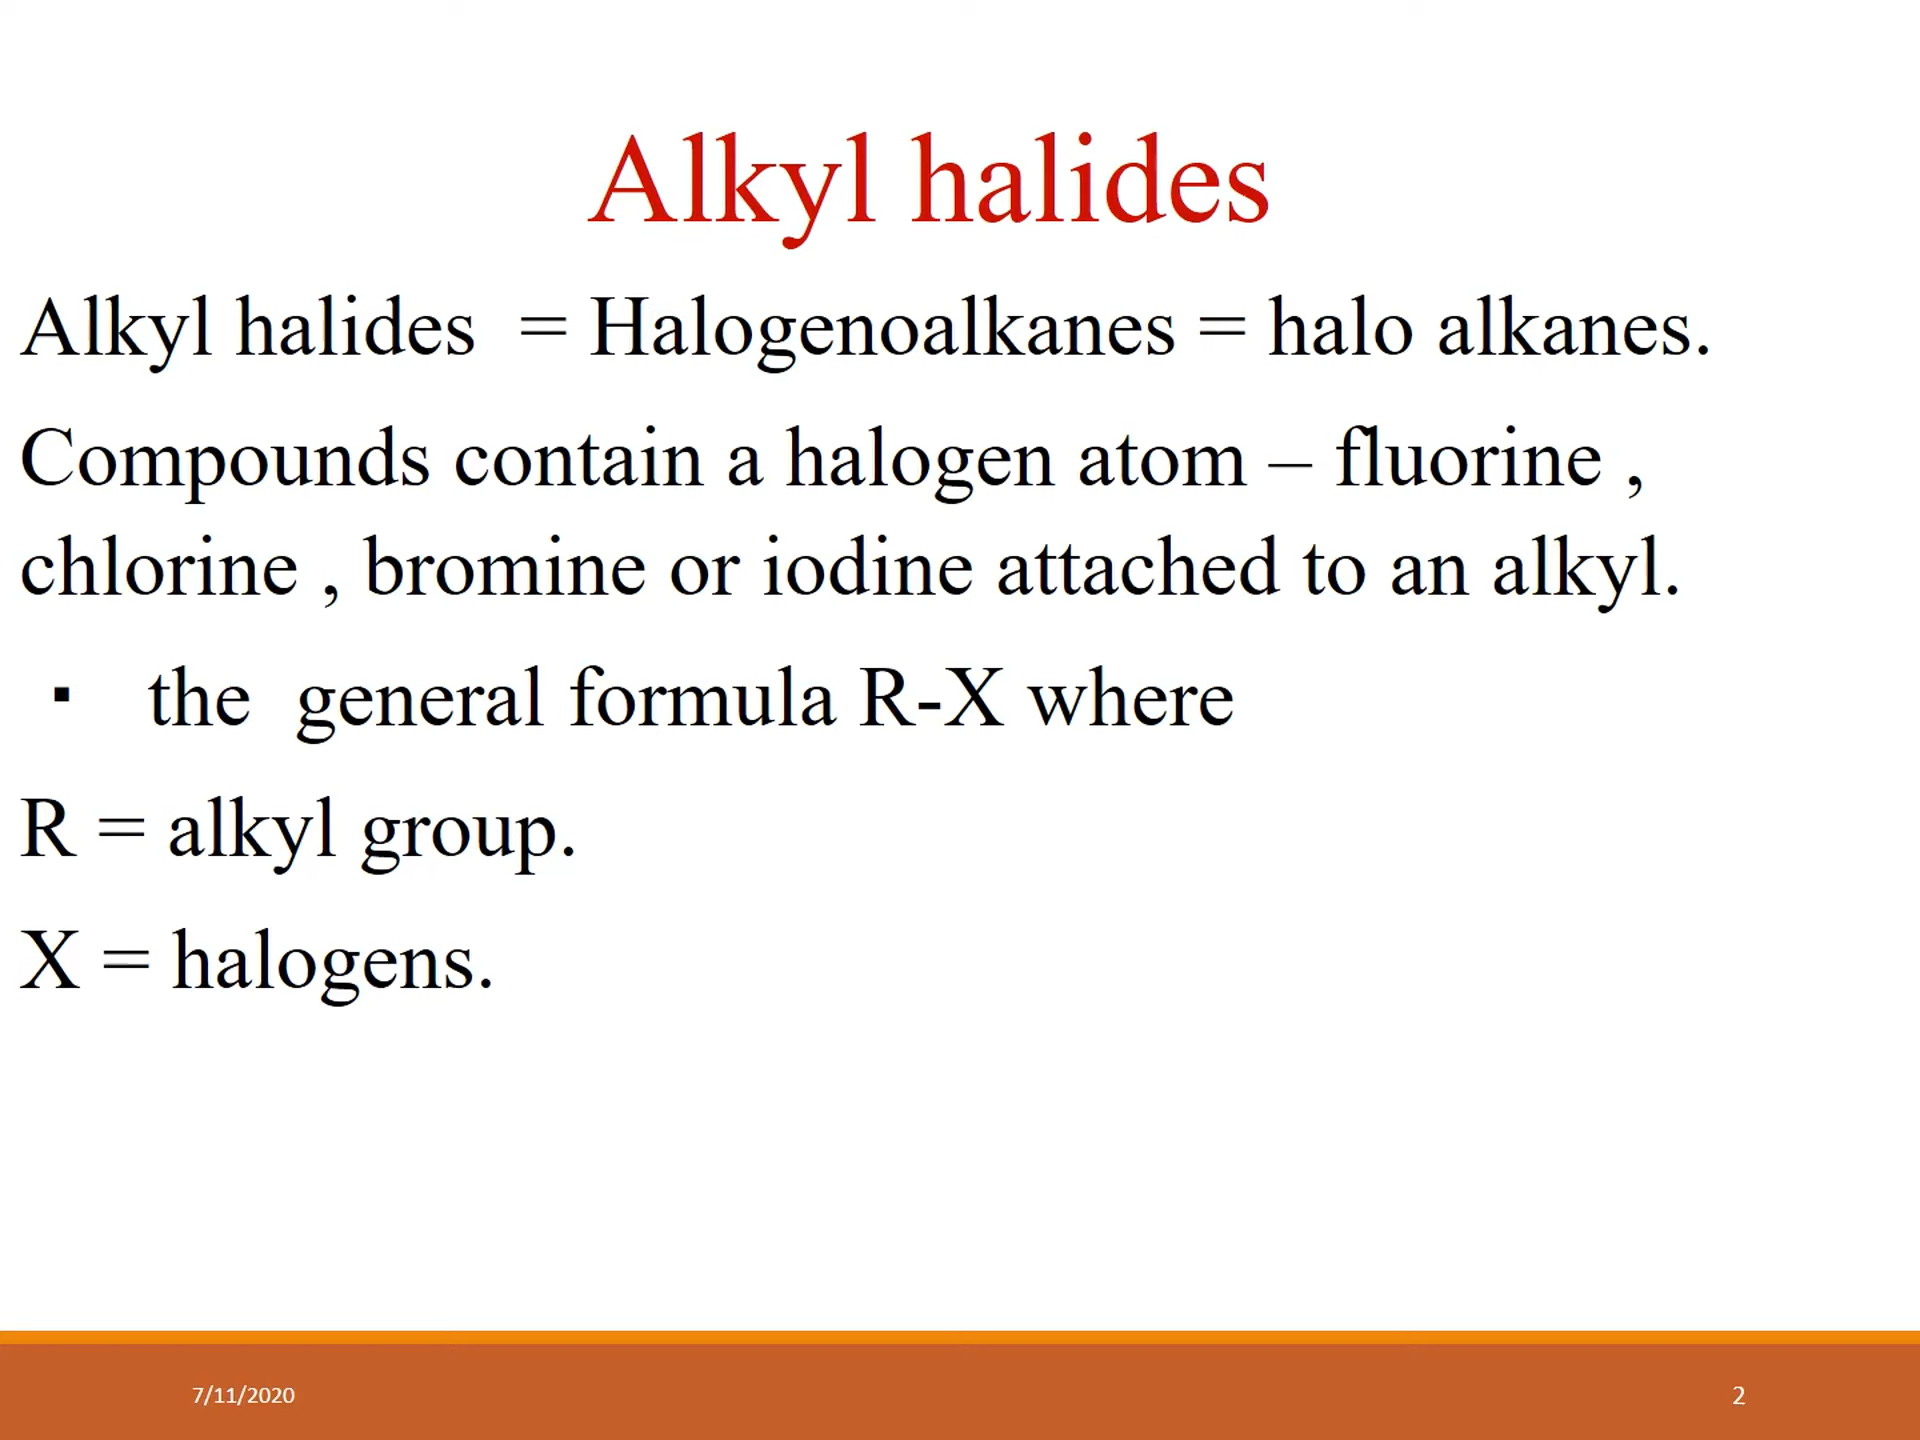 Alkyl halides
Alkyl halides = Halogenoalkanes = halo alkanes.
Compounds contain a halogen atom – fluorine ,
chlorine , bromine or iodine attached to an alkyl.
▪ the general formula R-X where
R = alkyl group.
X = halogens.
7/11/2020
2